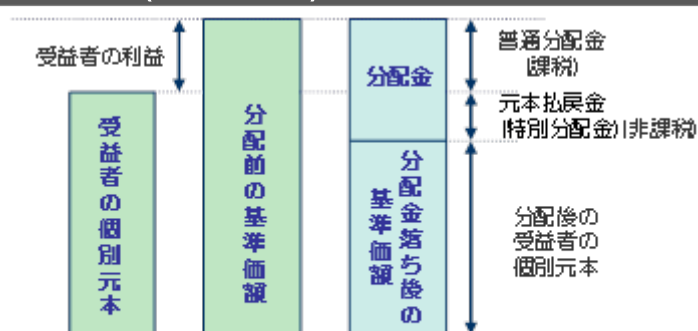 受益者の利益
受益者の個別元本
分配前の基準価額
分配金
分配金落ち後の
基準価額
普通分配金
(課税)
元本払戻金
(特別分配金)(非課税)
分配後の
受益者の
個別元本